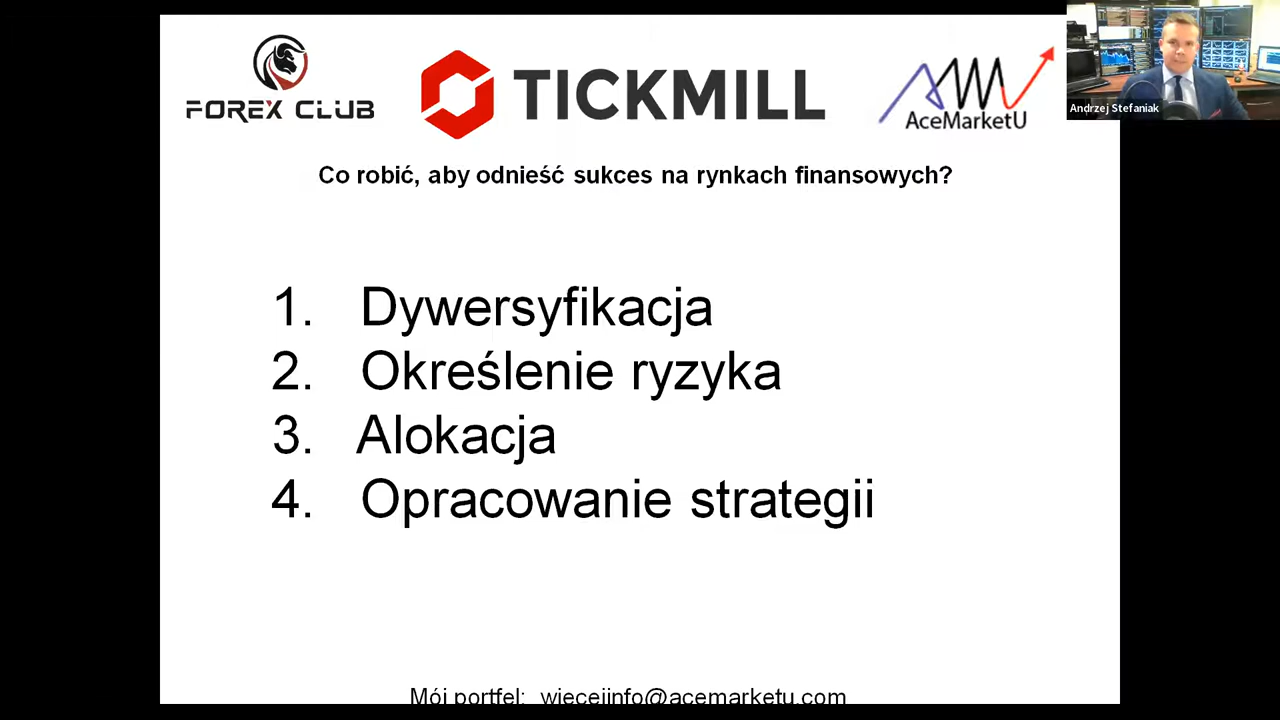 FOREX CLUB
TICKMILL
AceMarketU
Andrzej Stefaniak
Co robić, aby odnieść sukces na rynkach finansowych?
1. Dywersyfikacja
2. Określenie ryzyka
3. Alokacja
4. Opracowanie strategii
Mój portfel: wiecejinfo@acemarketu.com